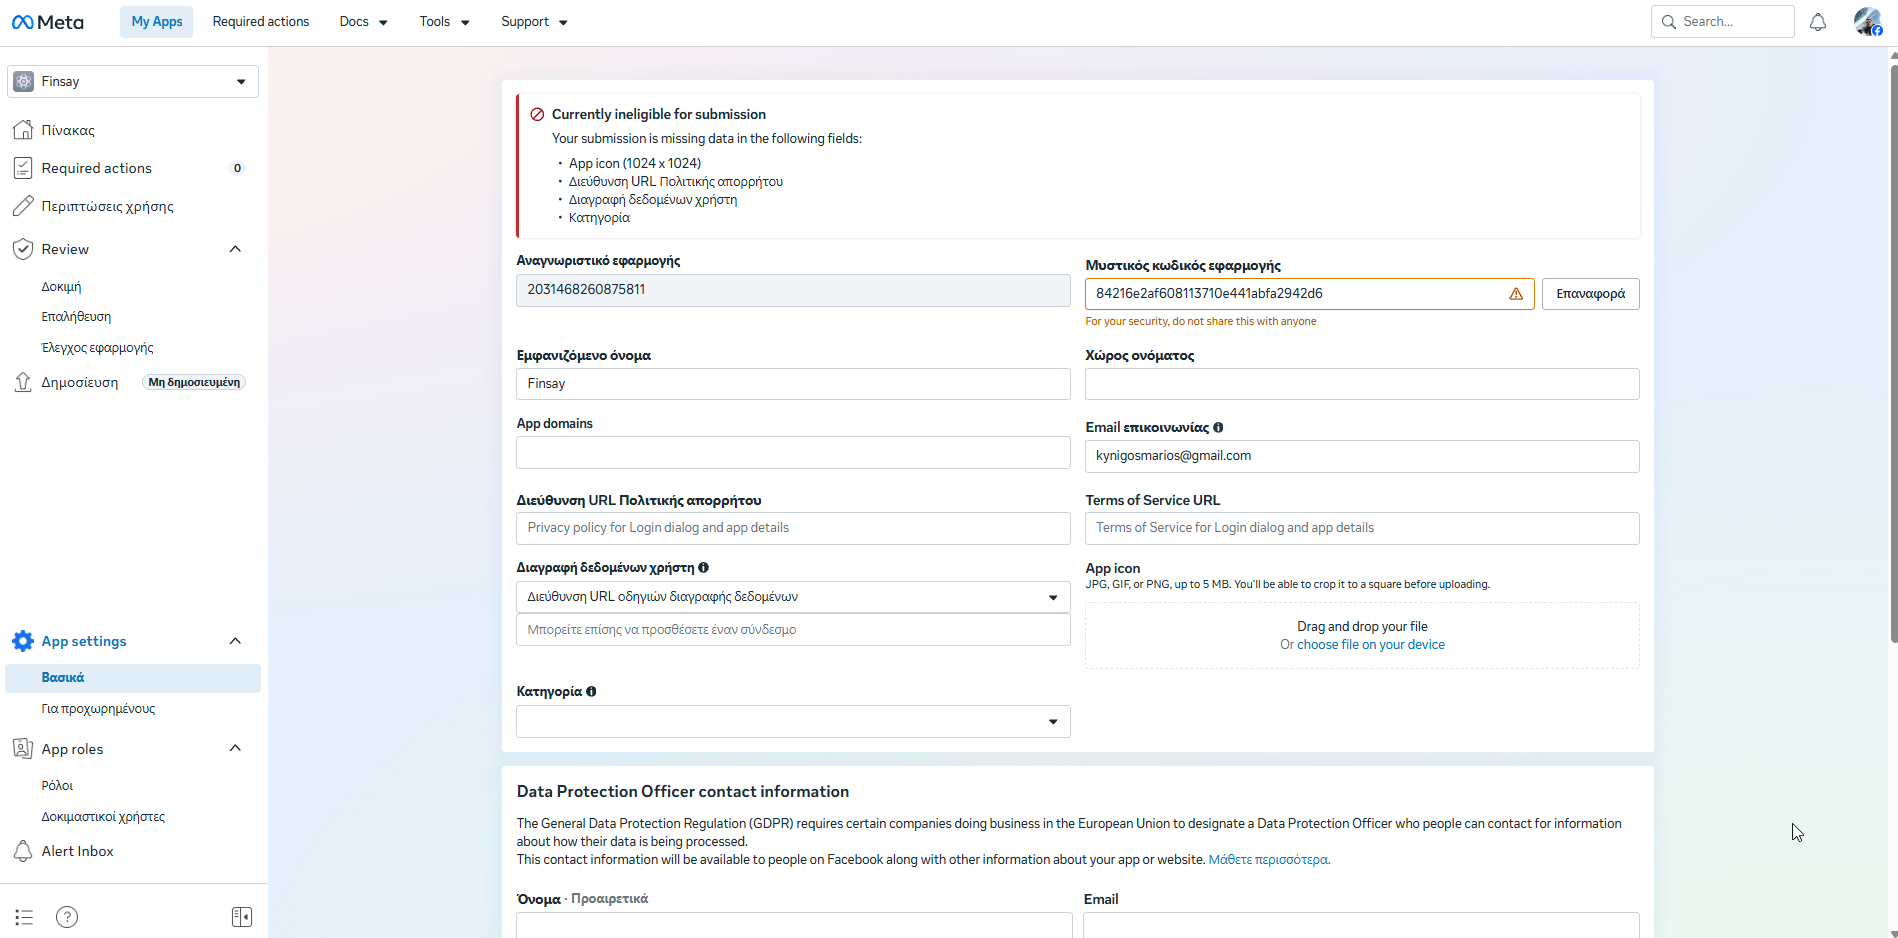 Meta
My Apps
Required actions
Docs
Tools
Support
Search...
Finsay
Πίνακας
Required actions
0
Περιπτώσεις χρήσης
Review
Δοκιμή
Επαλήθευση
Έλεγχος εφαρμογής
Δημοσίευση
Μη δημοσιευμένη
App settings
Βασικά
Για προχωρημένους
App roles
Ρόλοι
Δοκιμαστικοί χρήστες
Alert Inbox
Currently ineligible for submission
Your submission is missing data in the following fields:
• App icon (1024 x 1024)
• Διεύθυνση URL Πολιτικής απορρήτου
• Διαγραφή δεδομένων χρήστη
• Κατηγορία
Αναγνωριστικό εφαρμογής
2031468260875811
Μυστικός κωδικός εφαρμογής
84216e2af608113710e441abfa2942d6
Επαναφορά
For your security, do not share this with anyone
Εμφανιζόμενο όνομα
Finsay
Χώρος ονόματος
App domains
Email επικοινωνίας
kynigosmarios@gmail.com
Διεύθυνση URL Πολιτικής απορρήτου
Privacy policy for Login dialog and app details
Terms of Service URL
Terms of Service for Login dialog and app details
Διαγραφή δεδομένων χρήστη
Διεύθυνση URL οδηγιών διαγραφής δεδομένων
Μπορείτε επίσης να προσθέσετε έναν σύνδεσμο
App icon
JPG, GIF, or PNG, up to 5 MB. You'll be able to crop it to a square before uploading.
Drag and drop your file
Or choose file on your device
Κατηγορία
Data Protection Officer contact information
The General Data Protection Regulation (GDPR) requires certain companies doing business in the European Union to designate a Data Protection Officer who people can contact for information
about how their data is being processed.
This contact information will be available to people on Facebook along with other information about your app or website. Μάθετε περισσότερα.
Όνομα · Προαιρετικά
Email